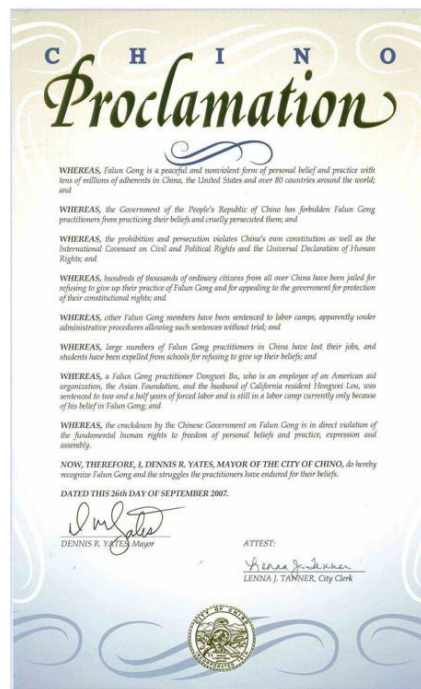 CHINO
Proclamation
WHEREAS, Falun Gong is a peaceful and nonviolent form of personal belief and practice with
tens of millions of adherents in China, the United States and over 80 countries around the world;
and
WHEREAS, the Government of the People's Republic of China has forbidden Falun Gong
practitioners from practicing their beliefs and cruelly persecuted them; and
WHEREAS, the prohibition and persecution violates China's own constitution as well as the
International Covenant on Civil and Political Rights and the Universal Declaration of Human
Rights; and
WHEREAS, hundreds of thousands of ordinary citizens from all over China have been jailed for
refusing to give up their practice of Falun Gong and for appealing to the government for protection
of their constitutional rights; and
WHEREAS, other Falun Gong members have been sentenced to labor camps, apparently under
administrative procedures allowing such sentences without trial; and
WHEREAS, large numbers of Falun Gong practitioners in China have lost their jobs, and
students have been expelled from schools for refusing to give up their beliefs; and
WHEREAS, a Falun Gong practitioner Dongwei Bu, who is an employee of an American aid
organization, the Asian Foundation, and the husband of California resident Hongwei Lou, was
sentenced to two and a half years of forced labor and is still in a labor camp currently only because
of his belief in Falun Gong; and
WHEREAS, the crackdown by the Chinese Government on Falun Gong is in direct violation of
the fundamental human rights to freedom of personal beliefs and practice, expression and
assembly.
NOW, THEREFORE, I, DENNIS R. YATES, MAYOR OF THE CITY OF CHINO, do hereby
recognize Falun Gong and the struggles the practitioners have endured for their beliefs.
DATED THIS 26th DAY OF SEPTEMBER 2007.
DENNIS R. YATES, Mayor
ATTEST:
Lenna J. Tanner
LENNA J. TANNER, City Clerk
CITY OF CHINO
INCORPORATED 1910